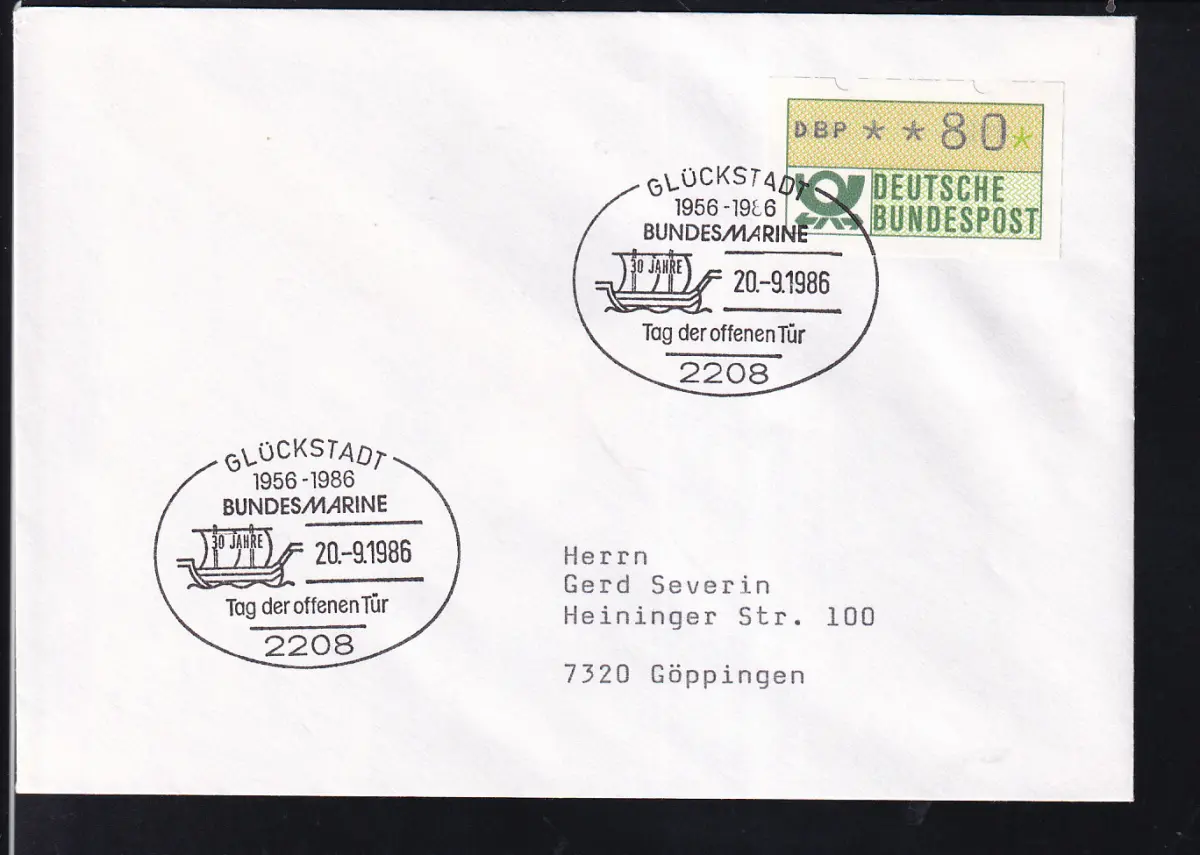 DBP **80*
DEUTSCHE
BUNDESPOST
GLÜCKSTADT
1956-1986
BUNDESMARINE
30 JAHRE
20.-9.1986
Tag der offenen Tür
2208
GLÜCKSTADT
1956-1986
BUNDESMARINE
30 JAHRE
20.-9.1986
Tag der offenen Tür
2208
Herrn
Gerd Severin
Heininger Str. 100
7320 Göppingen